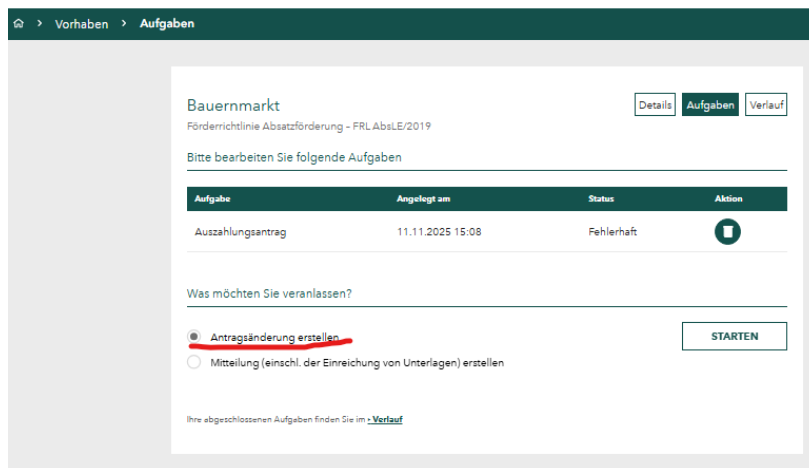 Vorhaben > Aufgaben
Bauernmarkt
Details Aufgaben Verlauf
Förderrichtlinie Absatzförderung - FRL AbsLE/2019
Bitte bearbeiten Sie folgende Aufgaben
Aufgabe Angelegt am Status Aktion
Auszahlungsantrag 11.11.2025 15:08 Fehlerhaft
Was möchten Sie veranlassen?
Antragsänderung erstellen
STARTEN
Mitteilung (einschl. der Einreichung von Unterlagen) erstellen
Ihre abgeschlossenen Aufgaben finden Sie im › Verlauf